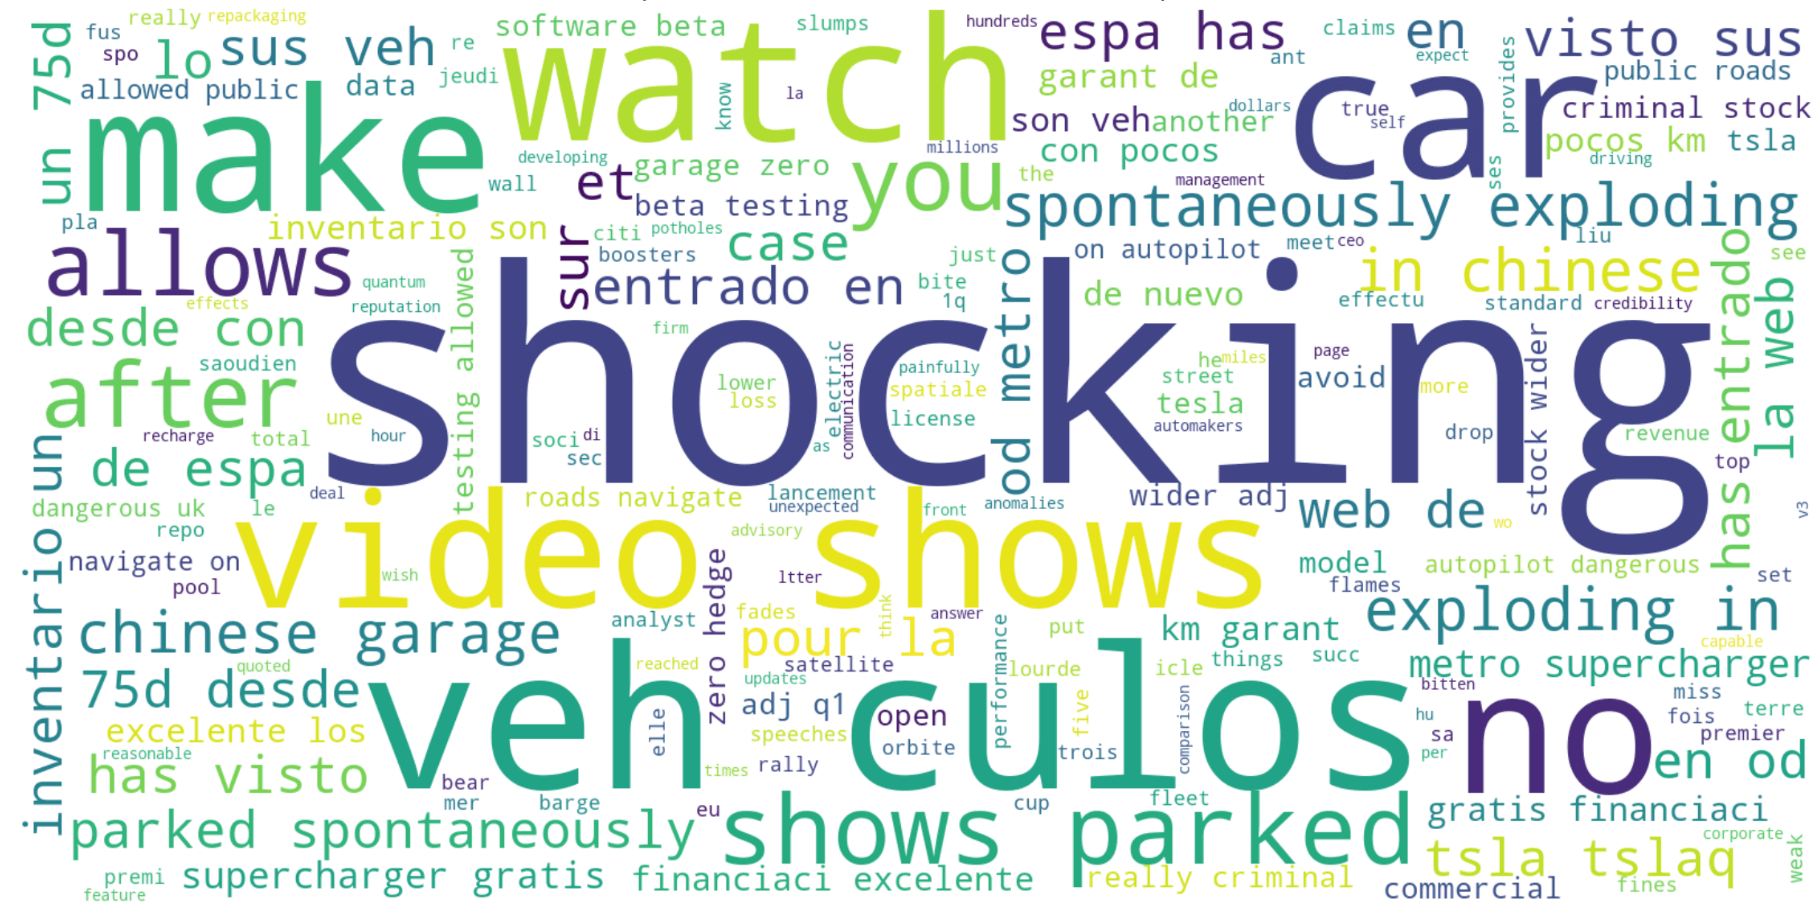 un 75d
fus
really
repackaging
spo
lo
sus veh
re
software beta
slumps
hundreds
espa has
claims
en
visto sus
allowed public
data
jeudi
watch
know
la
ant
expect
provides
public roads
garant de
make
car
true
self
criminal stock
dollars
son veh
another
pocos km
tsla
developing
millions
con pocos
driving
wall
garage zero
et
you
the
management
ses
beta testing
spontaneously exploding
pla
inventario son
sur
citi
potholes
case
just
on autopilot
meet
ceo
liu
see
allows
boosters
in chinese
quantum
testing allowed
entrado en
bite
1q
od metro
de nuevo
effectu
standard
credibility
has entrado
la web
effects
reputation
desde con
firm
shocking
saoudien
after
lower
loss
electric
communication
painfully
spatiale
license
he
miles
street
tesla
automakers
page
avoid
more
stock wider
une
recharge
total
hour
soci
di
sec
as
drop
revenue
top
inventario un
de espa
deal
roads navigate
lancement
unexpected
front
anomalies
wider adj
web de
wo
v3
dangerous uk
le
repo
video shows
advisory
navigate on
pool
wish
zero hedge
ltter
model
autopilot dangerous
flames
set
chinese garage
analyst
fades
think
answer
performance
put
km garant
exploding in
pour la
capable
quoted
reached
satellite
updates
lourde
icle
things
succ
metro supercharger
75d desde
veh culos
elle
adj q1
open
five
comparison
bitten
miss
fois
terre
excelente los
speeches
orbite
trois
hu
sa
no
premier
reasonable
has visto
times
rally
per
en od
bear
mer
barge
eu
cup
fleet
gratis financiaci
parked spontaneously
shows parked
corporate
tsla tslaq
weak
premi
supercharger gratis
financiaci excelente
really criminal
commercial
fines
feature